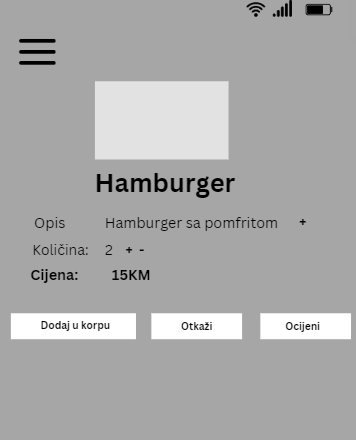 Hamburger
Opis Hamburger sa pomfritom +
Količina: 2 + -
Cijena: 15KM
Dodaj u korpu Otkaži Ocijeni